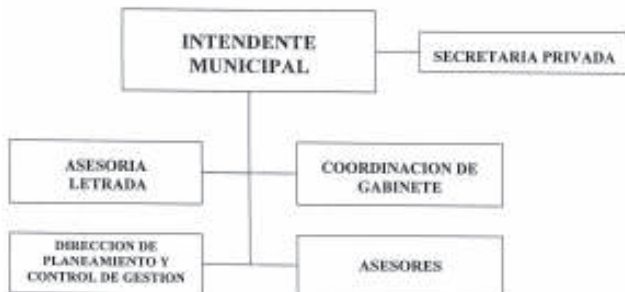 INTENDENTE
MUNICIPAL
SECRETARIA PRIVADA
ASESORIA
LETRADA
COORDINACION DE
GABINETE
DIRECCION DE
PLANEAMIENTO Y
CONTROL DE GESTION
ASESORES